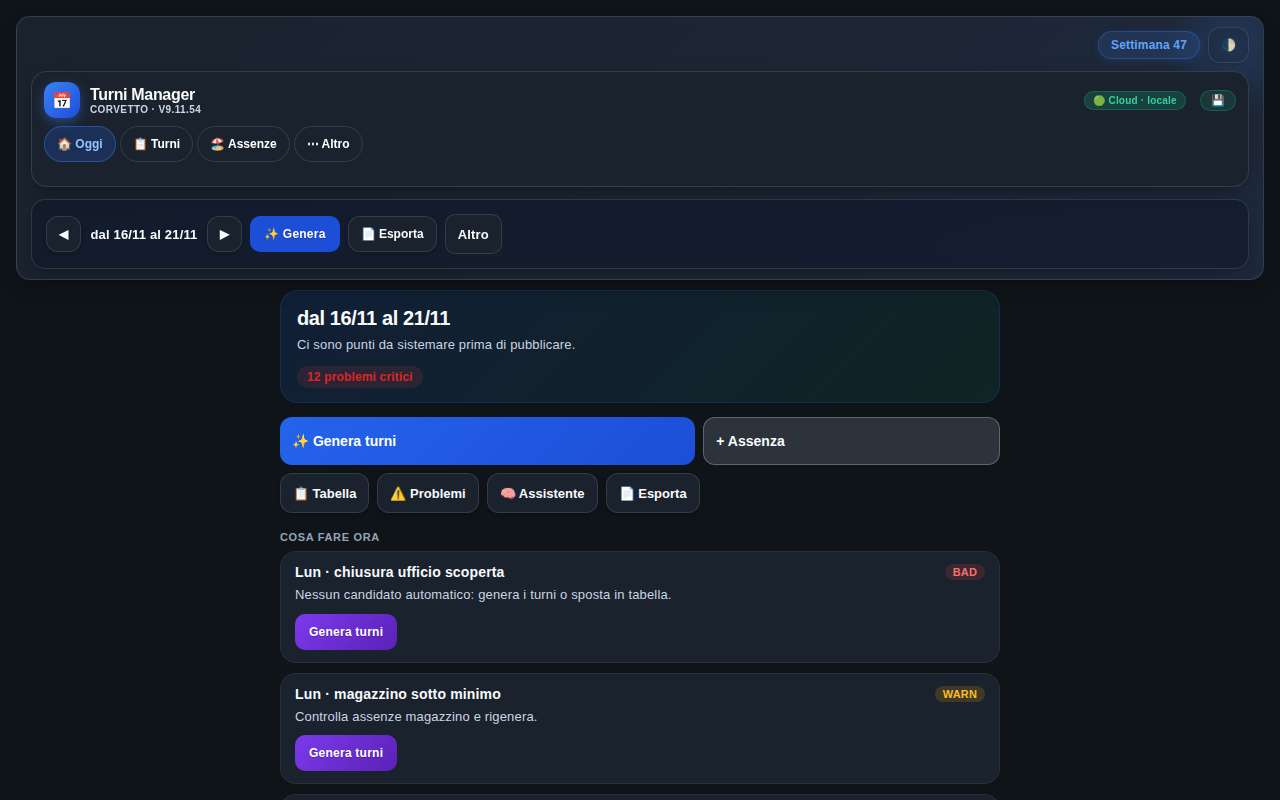 Settimana 47
Turni Manager
CORVETTO · V9.11.54
🟢 Cloud · locale
🏠 Oggi
📋 Turni
🏖️ Assenze
⋯ Altro
◀
dal 16/11 al 21/11
▶
✨ Genera
📄 Esporta
Altro
dal 16/11 al 21/11
Ci sono punti da sistemare prima di pubblicare.
12 problemi critici
✨ Genera turni
+ Assenza
📋 Tabella
⚠️ Problemi
🧠 Assistente
📄 Esporta
COSA FARE ORA
Lun · chiusura ufficio scoperta
BAD
Nessun candidato automatico: genera i turni o sposta in tabella.
Genera turni
Lun · magazzino sotto minimo
WARN
Controlla assenze magazzino e rigenera.
Genera turni